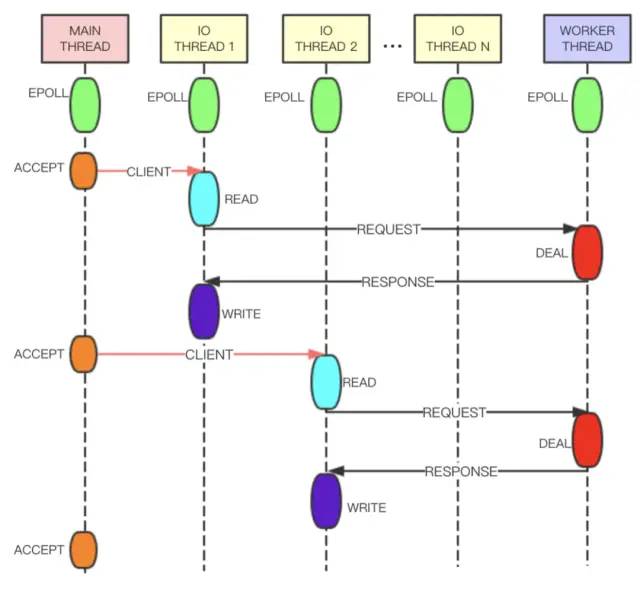 MAIN
THREAD
IO
THREAD 1
IO
THREAD 2
...
IO
THREAD N
WORKER
THREAD
EPOLL
EPOLL
EPOLL
EPOLL
EPOLL
ACCEPT
CLIENT
READ
REQUEST
DEAL
RESPONSE
WRITE
ACCEPT
CLIENT
READ
REQUEST
DEAL
RESPONSE
WRITE
ACCEPT